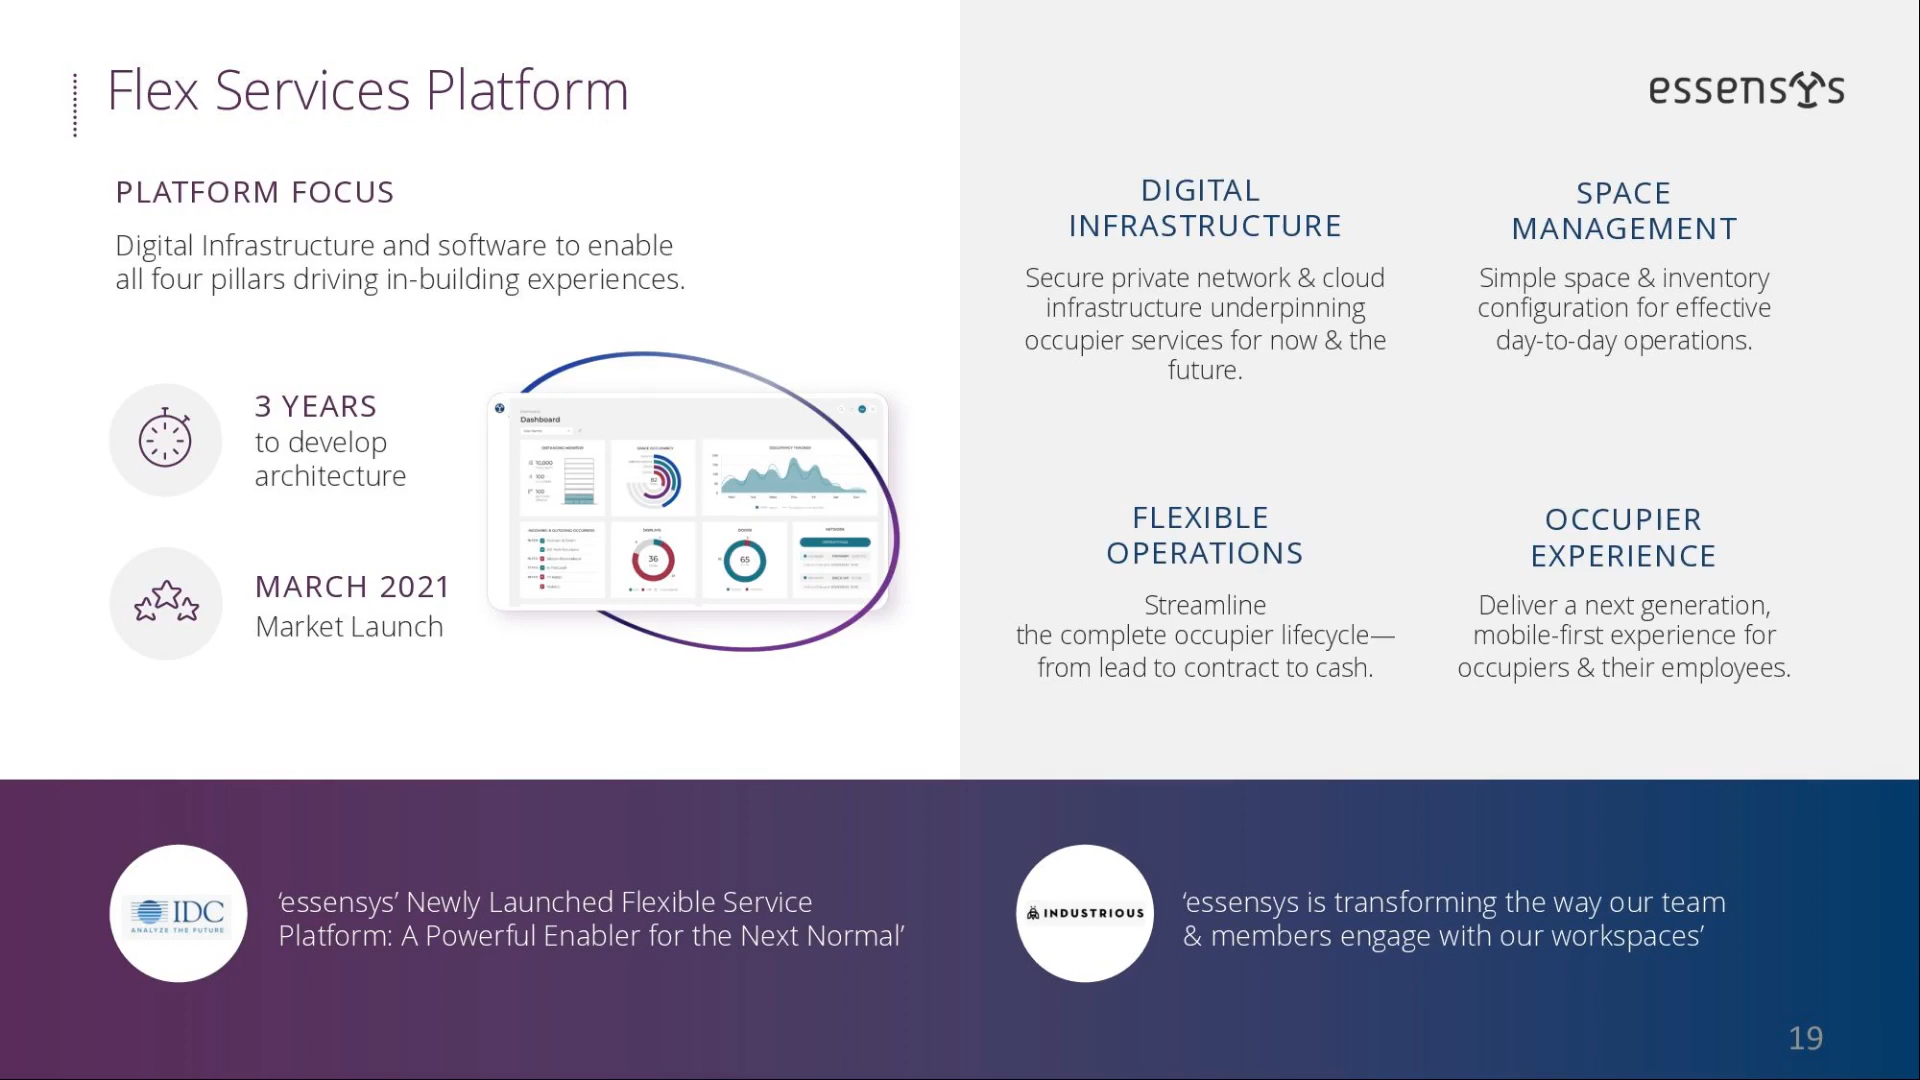 Flex Services Platform
essensys
PLATFORM FOCUS
Digital Infrastructure and software to enable
all four pillars driving in-building experiences.
3 YEARS
to develop
architecture
MARCH 2021
Market Launch
Dashboard
10,000
100
100
82
36
65
DIGITAL
INFRASTRUCTURE
Secure private network & cloud
infrastructure underpinning
occupier services for now & the
future.
SPACE
MANAGEMENT
Simple space & inventory
configuration for effective
day-to-day operations.
FLEXIBLE
OPERATIONS
Streamline
the complete occupier lifecycle—
from lead to contract to cash.
OCCUPIER
EXPERIENCE
Deliver a next generation,
mobile-first experience for
occupiers & their employees.
IDC
ANALYZE THE FUTURE
‘essensys’ Newly Launched Flexible Service
Platform: A Powerful Enabler for the Next Normal’
INDUSTRIOUS
‘essensys is transforming the way our team
& members engage with our workspaces’
19